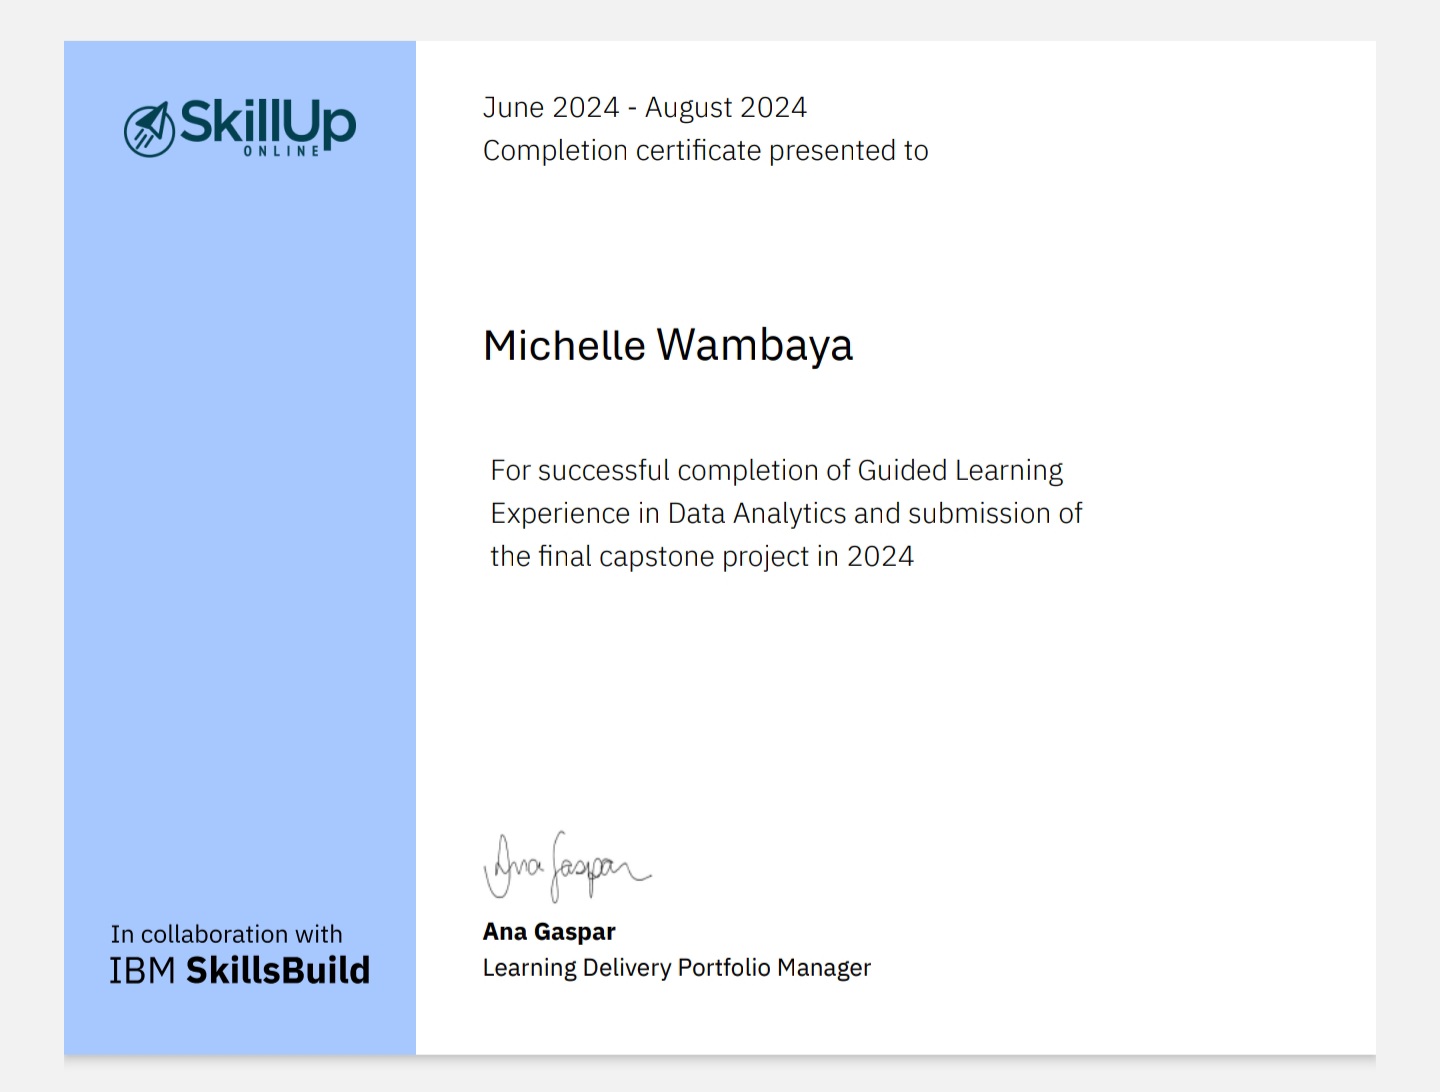 SkillUp
ONLINE
June 2024 - August 2024
Completion certificate presented to
Michelle Wambaya
For successful completion of Guided Learning
Experience in Data Analytics and submission of
the final capstone project in 2024
Ana Gaspar
Ana Gaspar
Learning Delivery Portfolio Manager
In collaboration with
IBM SkillsBuild